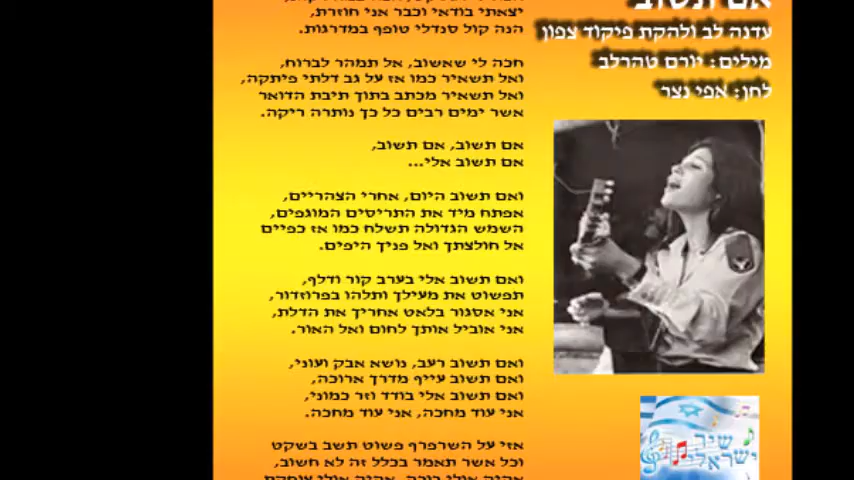 אם תשוב
עדנה לב ולהקת פיקוד צפון
מילים: יורם טהרלב
לחן: אפי נצר
יצאתי בודאי וכבר אני חוזרת,
הנה קול סנדלי טופף במדרגות.
חכה לי שאשוב, אל תמהר לברוח,
ואל תשאיר כמו אז על גב דלתי פיתקה,
ואל תשאיר מכתב בתוך תיבת הדואר
אשר ימים רבים כל כך נותרה ריקה.
אם תשוב, אם תשוב,
אם תשוב אלי...
ואם תשוב היום, אחרי הצהריים,
אפתח מיד את התריסים המוגפים,
השמש הגדולה תשלח כמו אז כפיים
אל חולצתך ואל פניך היפים.
ואם תשוב אלי בערב קור ודלף,
תפשוט את מעילך ותלהו בפרוזדור,
אני אסגור בלאט אחריך את הדלת,
אני אוביל אותך לחום ואל האור.
ואם תשוב רעב, נושא אבק ועוני,
ואם תשוב עייף מדרך ארוכה,
ואם תשוב אלי בודד וזר כמוני,
אני עוד מחכה, אני עוד מחכה.
אזי על השרפרף פשוט תשב בשקט
וכל אשר תאמר בכלל זה לא חשוב,
שיר
ישראלי